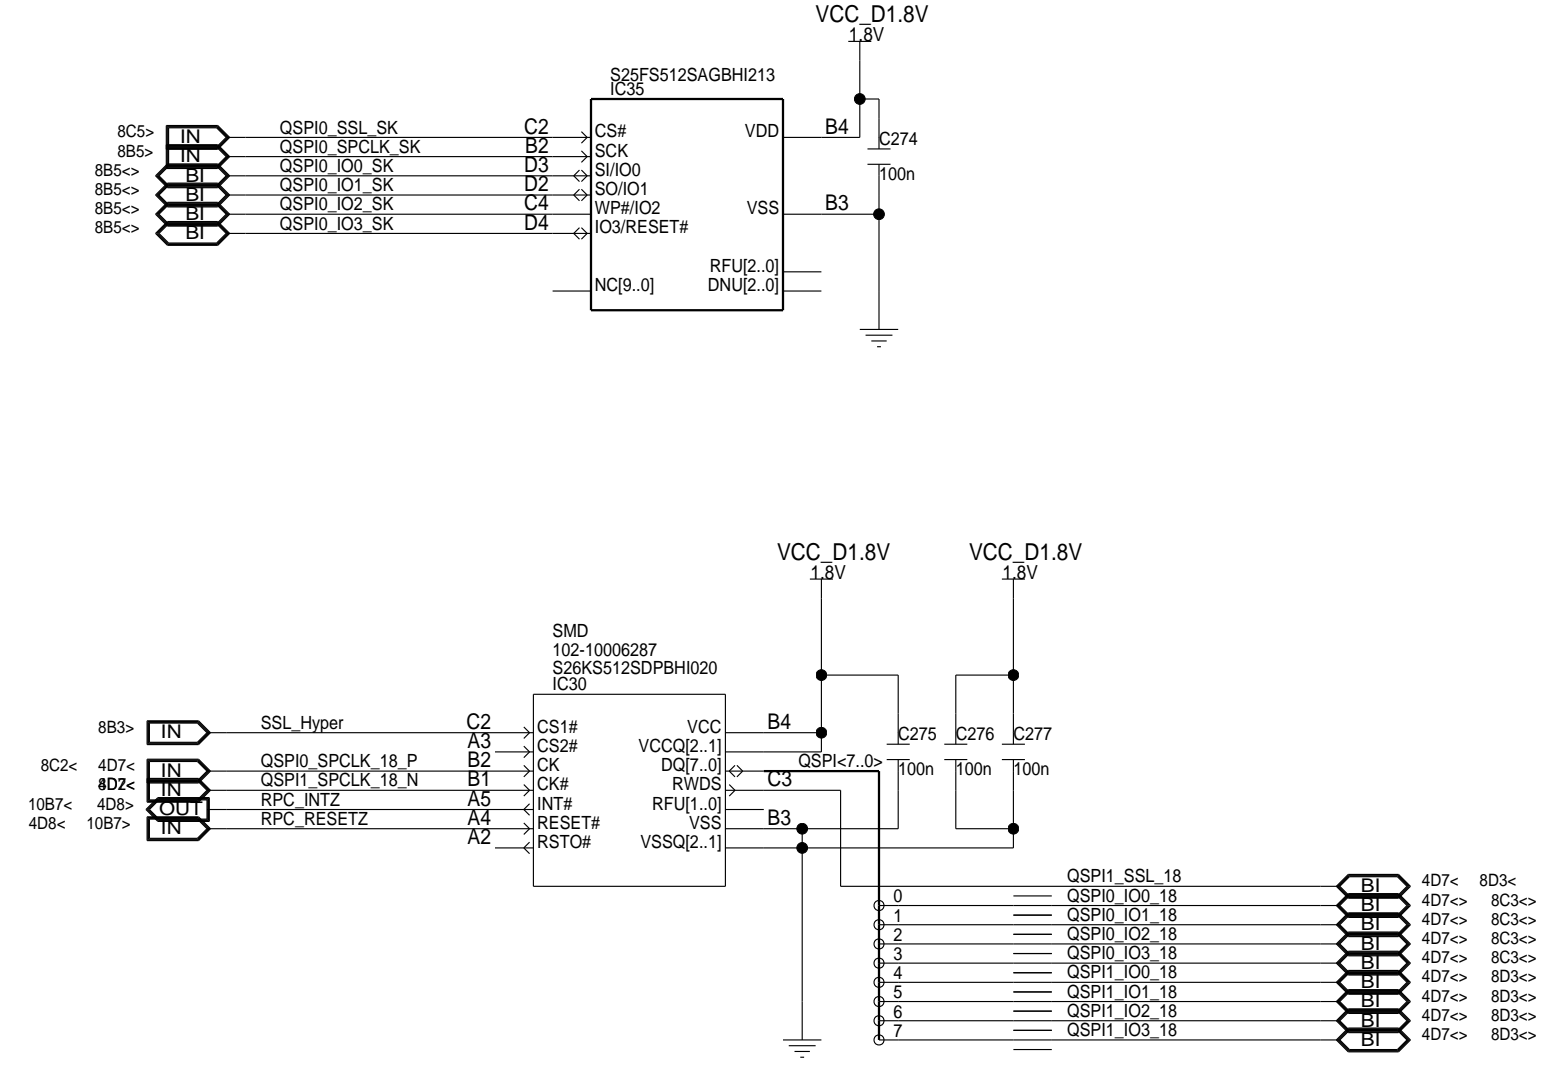 VCC_D1.8V
1.8V
S25FS512SAGBHI213
IC35
8C5> IN QSPI0_SSL_SK C2 CS# VDD B4
C274
8B5> IN QSPI0_SPCLK_SK B2 SCK
8B5<> BI QSPI0_IO0_SK D3 SI/IO0
100n
8B5<> BI QSPI0_IO1_SK D2 SO/IO1
8B5<> BI QSPI0_IO2_SK C4 WP#/IO2 VSS B3
8B5<> BI QSPI0_IO3_SK D4 IO3/RESET#
RFU[2..0]
NC[9..0] DNU[2..0]
VCC_D1.8V VCC_D1.8V
1.8V 1.8V
SMD
102-10006287
S26KS512SDPBHI020
IC30
8B3> IN SSL_Hyper C2 CS1# VCC B4
C275 C276 C277
A3 CS2# VCCQ[2..1]
8C2< 4D7< IN QSPI0_SPCLK_18_P B2 CK DQ[7..0] QSPI<7..0>
100n 100n 100n
IN QSPI1_SPCLK_18_N B1 CK# RWDS C3
10B7< 4D8> OUT RPC_INTZ A5 INT# RFU[1..0]
4D8< 10B7> IN RPC_RESETZ A4 RESET# VSS B3
A2 RSTO# VSSQ[2..1]
QSPI1_SSL_18 BI 4D7< 8D3<
0 QSPI0_IO0_18 BI 4D7<> 8C3<>
1 QSPI0_IO1_18 BI 4D7<> 8C3<>
2 QSPI0_IO2_18 BI 4D7<> 8C3<>
3 QSPI0_IO3_18 BI 4D7<> 8C3<>
4 QSPI1_IO0_18 BI 4D7<> 8D3<>
5 QSPI1_IO1_18 BI 4D7<> 8D3<>
6 QSPI1_IO2_18 BI 4D7<> 8D3<>
7 QSPI1_IO3_18 BI 4D7<> 8D3<>